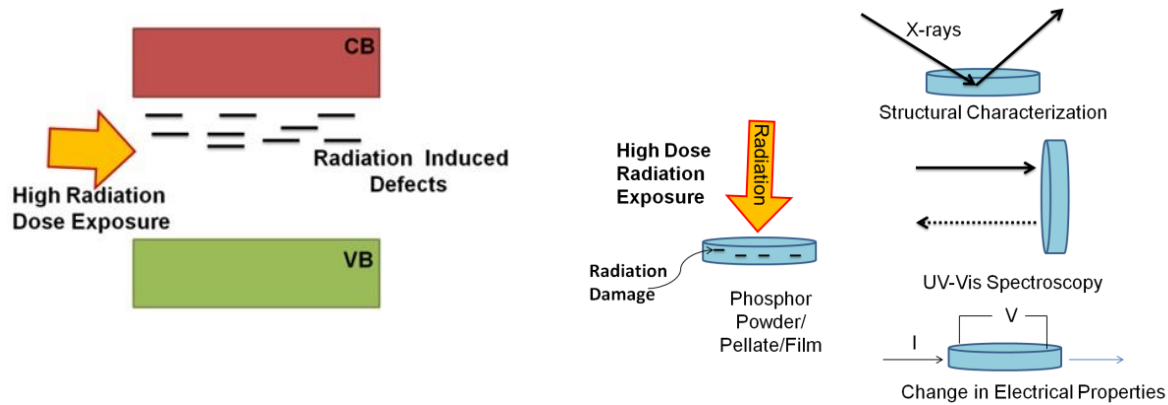 CB
Radiation Induced
Defects
High Radiation
Dose Exposure
VB
High Dose
Radiation
Exposure
Radiation
Radiation
Damage
Phosphor
Powder/
Pellate/Film
X-rays
Structural Characterization
UV-Vis Spectroscopy
V
I
Change in Electrical Properties